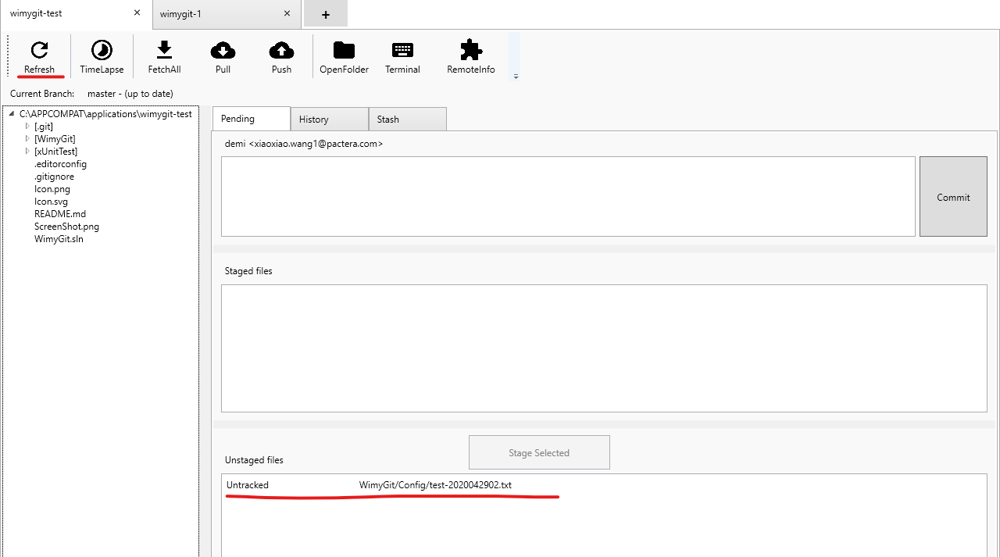 wimygit-test × wimygit-1 × +
Refresh TimeLapse FetchAll Pull Push OpenFolder Terminal RemoteInfo
Current Branch: master - (up to date)
C:\APPCOMPAT\applications\wimygit-test
[.git]
[WimyGit]
[xUnitTest]
.editorconfig
.gitignore
Icon.png
Icon.svg
README.md
ScreenShot.png
WimyGit.sln
Pending History Stash
demi <xiaoxiao.wang1@pactera.com>
Commit
Staged files
Stage Selected
Unstaged files
Untracked WimyGit/Config/test-2020042902.txt